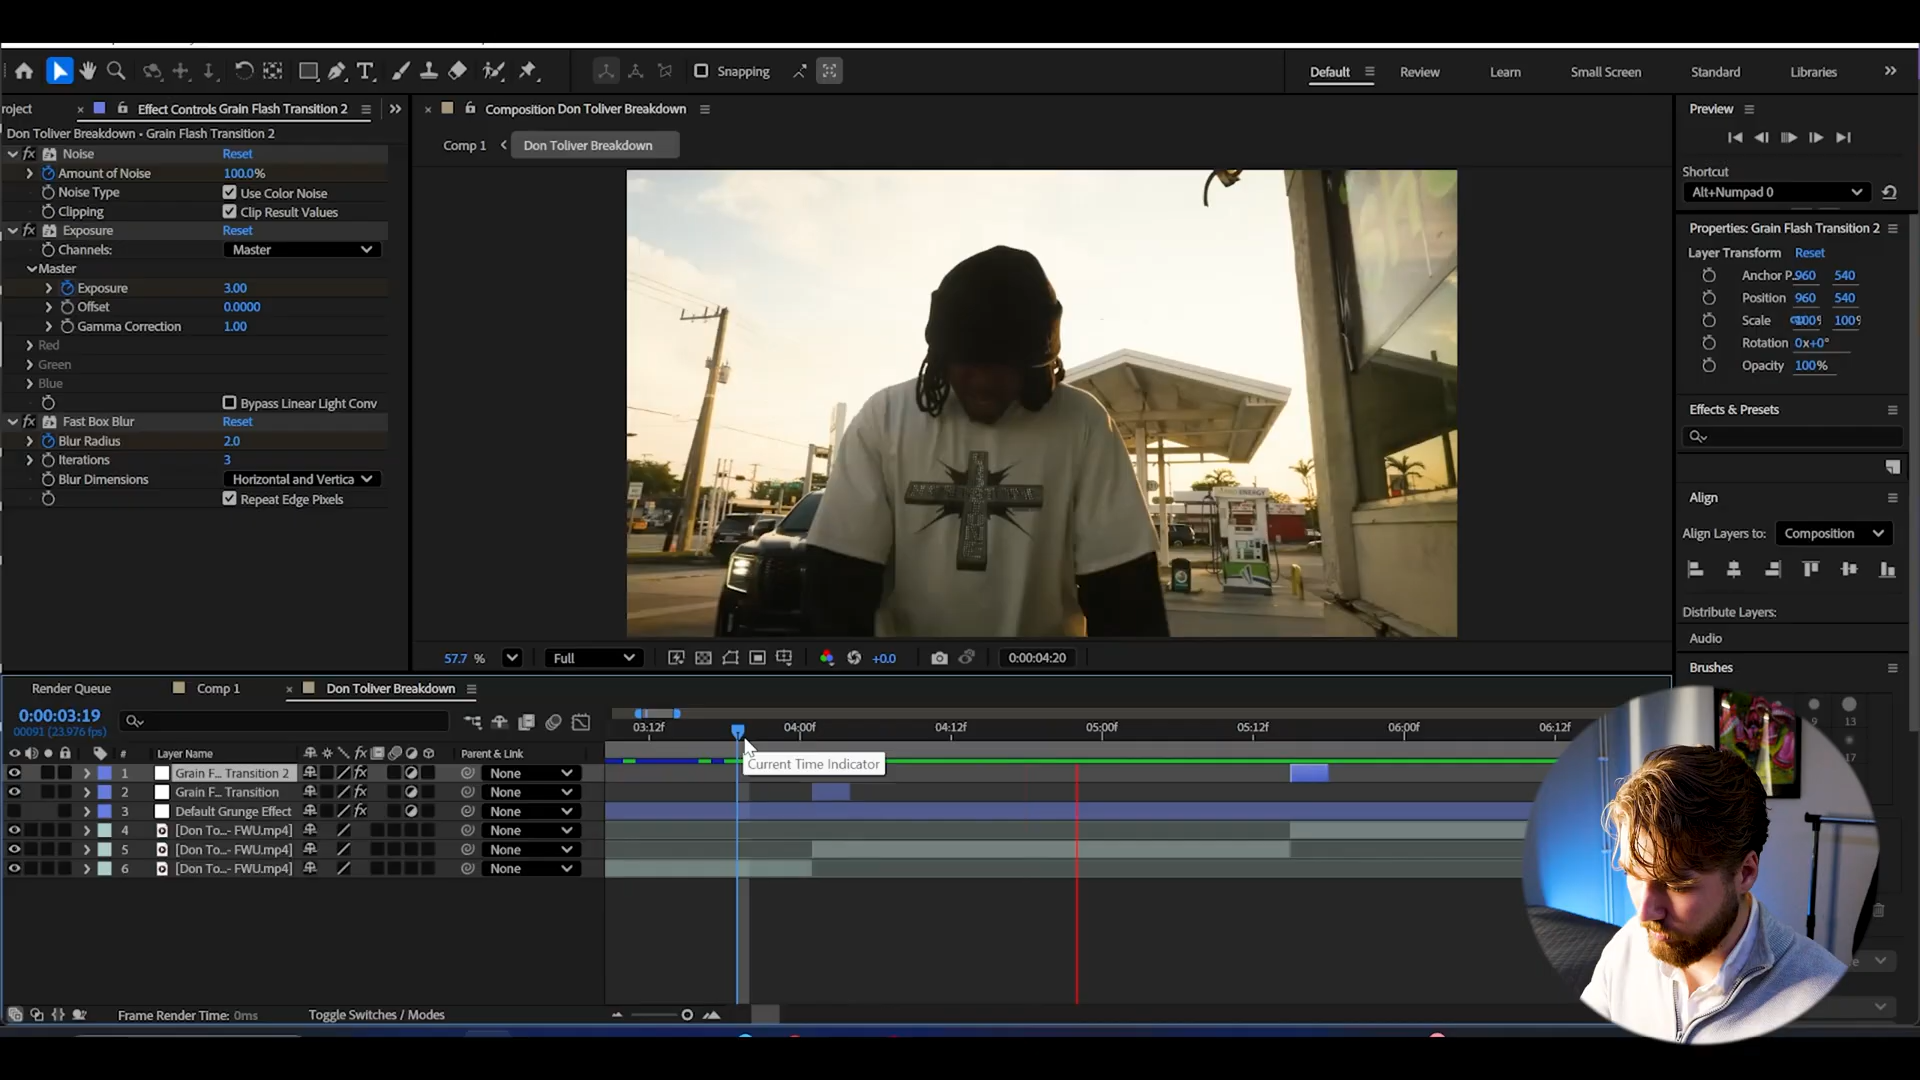 Snapping
Default
Review
Learn
Small Screen
Standard
Libraries
roject
Effect Controls Grain Flash Transition 2
Don Toliver Breakdown - Grain Flash Transition 2
Noise Reset
Amount of Noise 100.0%
Noise Type Use Color Noise
Clipping Clip Result Values
Exposure Reset
Channels: Master
Master
Exposure 3.00
Offset 0.0000
Gamma Correction 1.00
Red
Green
Blue
Bypass Linear Light Conv
Fast Box Blur Reset
Blur Radius 2.0
Iterations 3
Blur Dimensions Horizontal and Vertica
Repeat Edge Pixels
Composition Don Toliver Breakdown
Comp 1 < Don Toliver Breakdown
57.7 %
Full
+0.0
0:00:04:20
Preview
Shortcut
Alt+Numpad 0
Properties: Grain Flash Transition 2
Layer Transform Reset
Anchor P 960 540
Position 960 540
Scale 100% 100%
Rotation 0x+0°
Opacity 100%
Effects & Presets
Align
Align Layers to: Composition
Distribute Layers:
Audio
Brushes
9
13
17
Render Queue
Comp 1
Don Toliver Breakdown
0:00:03:19
00091 (23.976 fps)
03:12f 04:00f 04:12f 05:00f 05:12f 06:00f 06:12f
# Layer Name fx Parent & Link
Current Time Indicator
1 Grain F... Transition 2 fx None
2 Grain F... Transition fx None
3 Default Grunge Effect fx None
4 [Don To...- FWU.mp4] None
5 [Don To...- FWU.mp4] None
6 [Don To...- FWU.mp4] None
Frame Render Time: 0ms
Toggle Switches / Modes